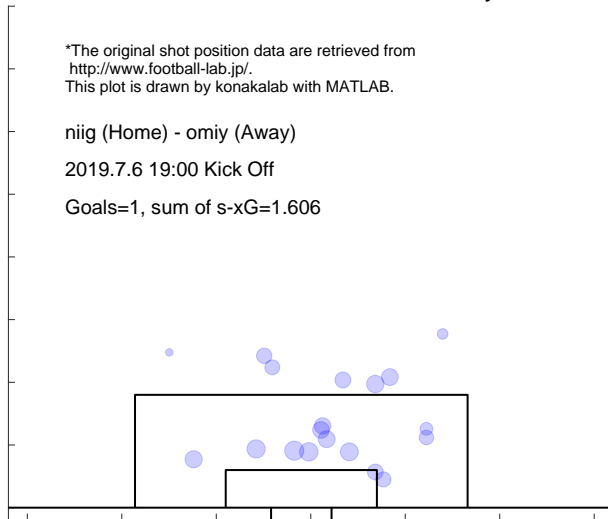 *The original shot position data are retrieved from
http://www.football-lab.jp/.
This plot is drawn by konakalab with MATLAB.
niig (Home) - omiy (Away)
2019.7.6 19:00 Kick Off
Goals=1, sum of s-xG=1.606